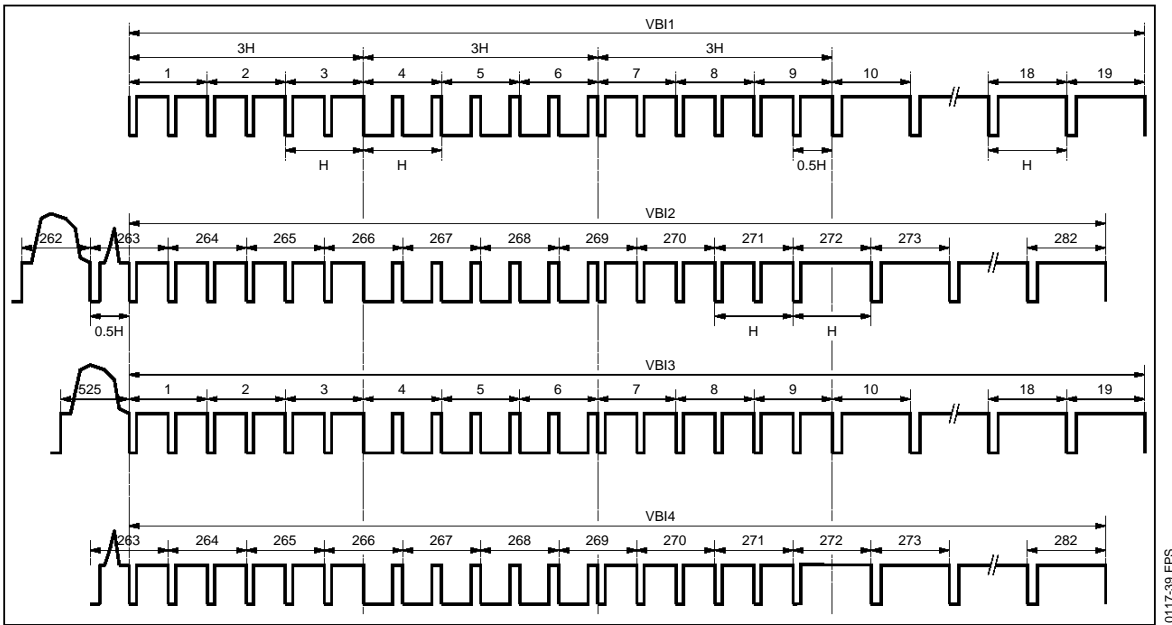 VBI1
3H 3H 3H
1 2 3 4 5 6 7 8 9 10 18 19
H H 0.5H H
VBI2
262 263 264 265 266 267 268 269 270 271 272 273 282
0.5H H H
VBI3
525 1 2 3 4 5 6 7 8 9 10 18 19
VBI4
263 264 265 266 267 268 269 270 271 272 273 282
0117-39.EPS